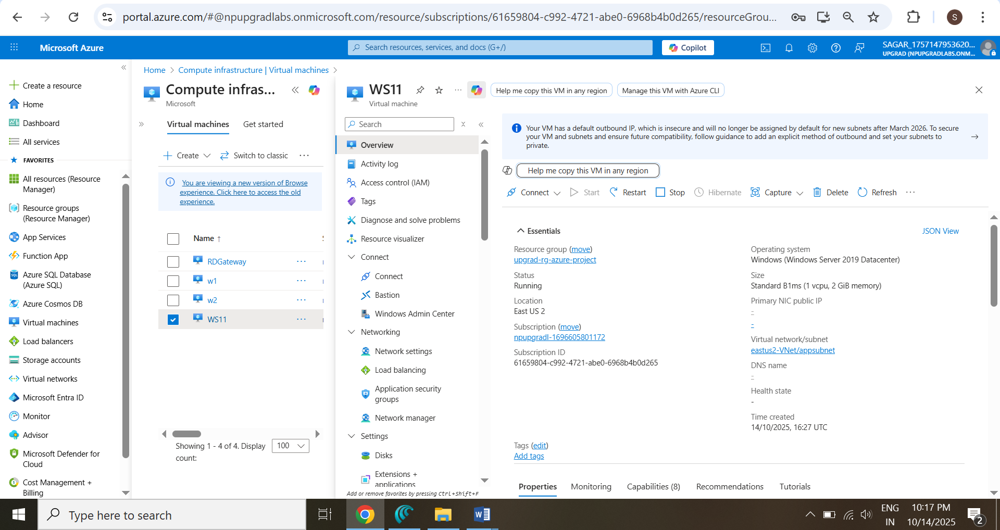 portal.azure.com/#@npupgradlabs.onmicrosoft.com/resource/subscriptions/61659804-c992-4721-abe0-6968b4b0d265/resourceGrou...
S
Microsoft Azure
Search resources, services, and docs (G+/)
Copilot
SAGAR_1757147953620...
UPGRAD (NPUPGRADLABS.ONM...
Create a resource
Home
Dashboard
All services
FAVORITES
All resources (Resource
Manager)
Resource groups
(Resource Manager)
App Services
Function App
Azure SQL Database
(Azure SQL)
Azure Cosmos DB
Virtual machines
Load balancers
Storage accounts
Virtual networks
Microsoft Entra ID
Monitor
Advisor
Microsoft Defender for
Cloud
Cost Management +
Billing
Home > Compute infrastructure | Virtual machines >
Compute infras...
Microsoft
Virtual machines
Get started
Create
Switch to classic
You are viewing a new version of Browse
experience. Click here to access the old
experience.
Name ↑
RDGateway
w1
w2
WS11
Showing 1 - 4 of 4. Display
count:
100
WS11
Virtual machine
Help me copy this VM in any region
Manage this VM with Azure CLI
Search
Overview
Activity log
Access control (IAM)
Tags
Diagnose and solve problems
Resource visualizer
Connect
Connect
Bastion
Windows Admin Center
Networking
Network settings
Load balancing
Application security
groups
Network manager
Settings
Disks
Extensions +
applications
Add or remove favorites by pressing Ctrl+Shift+F
Your VM has a default outbound IP, which is insecure and will no longer be assigned by default for new subnets after March 2026. To secure
your VM and subnets and ensure future compatibility, follow guidance to add an explicit method of outbound and set your subnets to
private.
Help me copy this VM in any region
Connect
Start
Restart
Stop
Hibernate
Capture
Delete
Refresh
Essentials
JSON View
Resource group (move)
upgrad-rg-azure-project
Status
Running
Location
East US 2
Subscription (move)
npupgradl-1696605801172
Subscription ID
61659804-c992-4721-abe0-6968b4b0d265
Operating system
Windows (Windows Server 2019 Datacenter)
Size
Standard B1ms (1 vcpu, 2 GiB memory)
Primary NIC public IP
-
-
Virtual network/subnet
eastus2-VNet/appsubnet
DNS name
-
Health state
-
Time created
14/10/2025, 16:27 UTC
Tags (edit)
Add tags
Properties
Monitoring
Capabilities (8)
Recommendations
Tutorials
Type here to search
ENG
IN
10:17 PM
10/14/2025
2